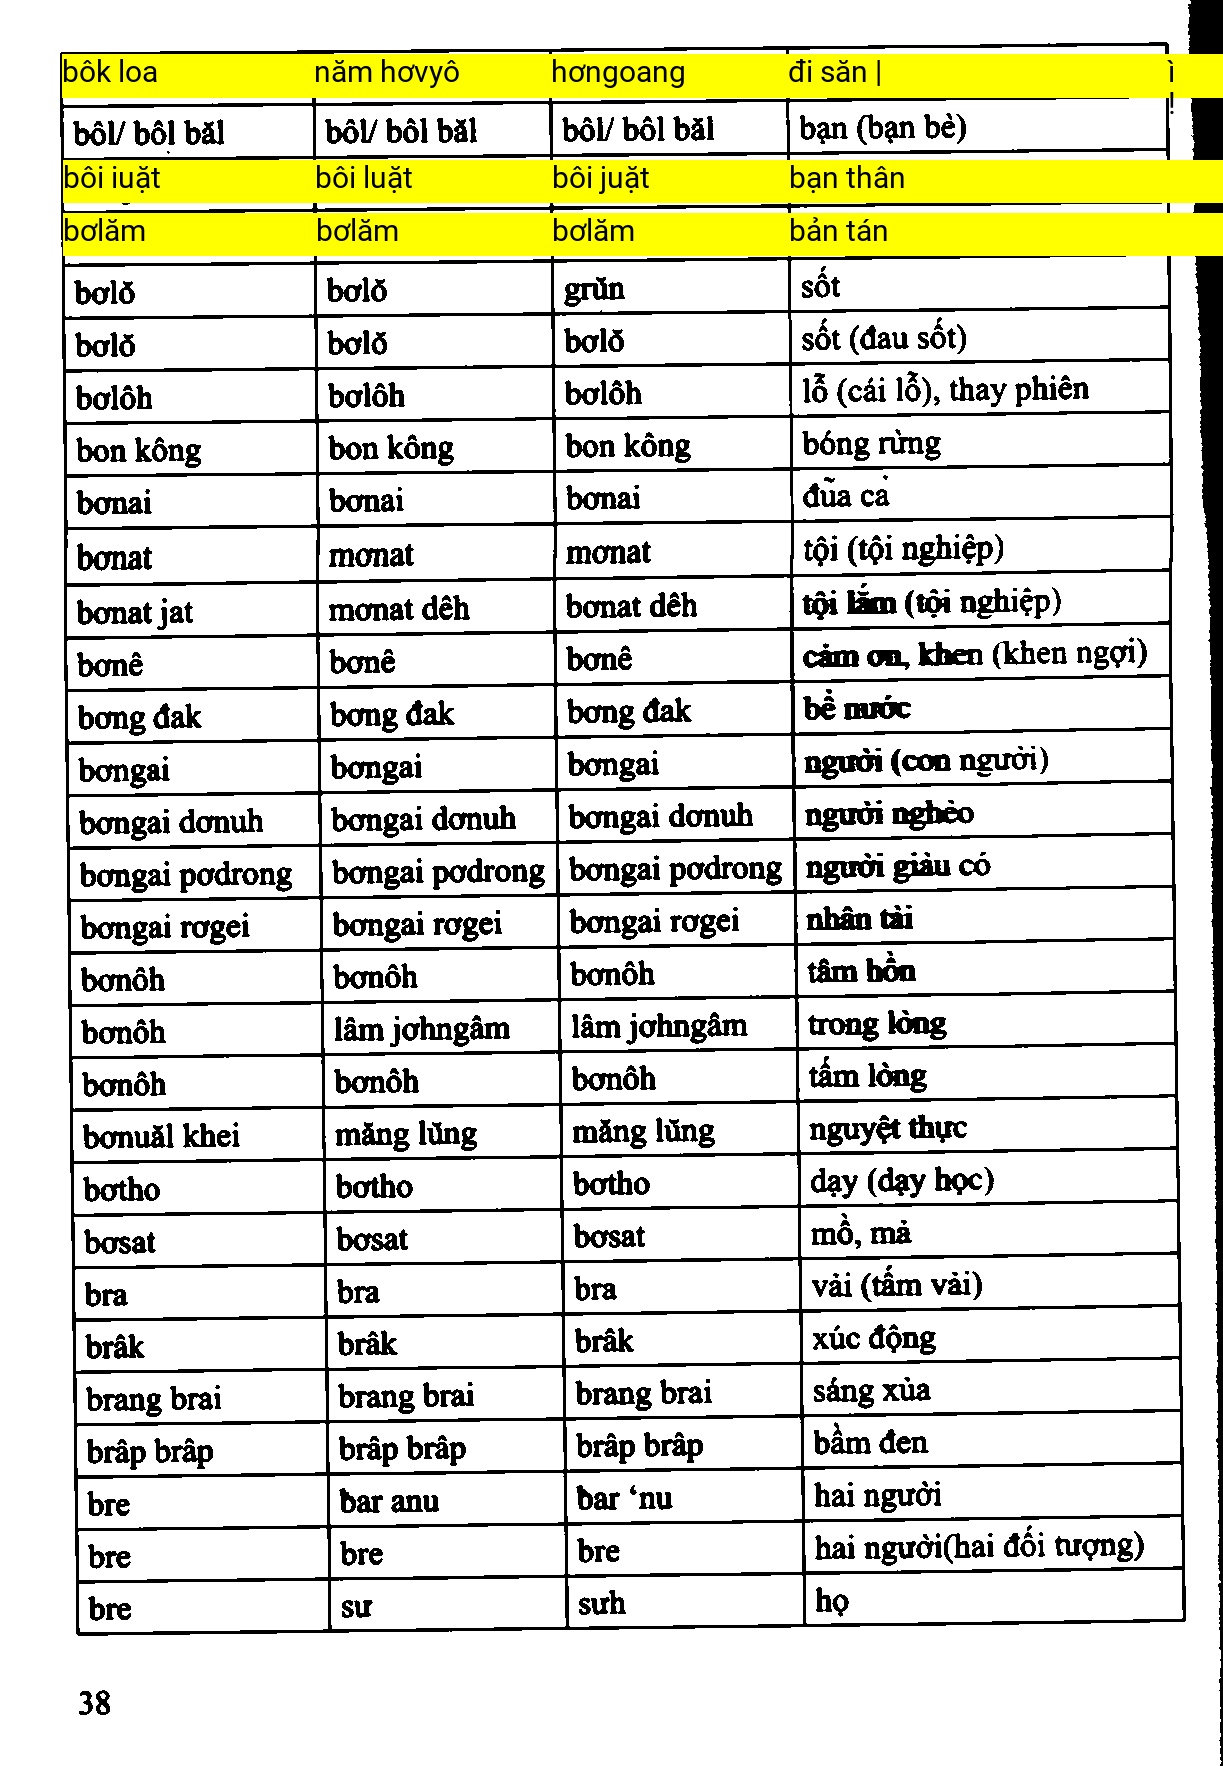 bôk loa năm hơvyô hơngoang đi săn | ì
!
bôl/ bôl băl bôl/ bôl băl bôl/ bôl băl bạn (bạn bè)
bôi iuặt bôi luặt bôi juặt bạn thân
bơlăm bơlăm bơlăm bản tán
bơlŏ bơlŏ grŭn sốt
bơlŏ bơlŏ bơlŏ sốt (đau sốt)
bơlôh bơlôh bơlôh lỗ (cái lỗ), thay phiên
bon kông bon kông bon kông bóng rừng
bơnai bơnai bơnai đũa cả
bơnat mơnat mơnat tội (tội nghiệp)
bơnat jat mơnat dêh bơnat dêh tội lắm (tội nghiệp)
bơnê bơnê bơnê cảm ơn, khen (khen ngợi)
bơng đak bơng đak bơng đak bể nước
bơngai bơngai bơngai người (con người)
bơngai dơnuh bơngai dơnuh bơngai dơnuh người nghèo
bơngai pơdrong bơngai pơdrong bơngai pơdrong người giàu có
bơngai rơgei bơngai rơgei bơngai rơgei nhân tài
bơnôh bơnôh bơnôh tâm hồn
bơnôh lâm jơhngâm lâm jơhngâm trong lòng
bơnôh bơnôh bơnôh tấm lòng
bơnuăl khei măng lŭng măng lŭng nguyệt thực
bơtho bơtho bơtho dạy (dạy học)
bơsat bơsat bơsat mồ, mả
bra bra bra vải (tấm vải)
brâk brâk brâk xúc động
brang brai brang brai brang brai sáng xủa
brâp brâp brâp brâp brâp brâp bầm đen
bre bar anu bar ‘nu hai người
bre bre bre hai người(hai đối tượng)
bre sư sưh họ
38